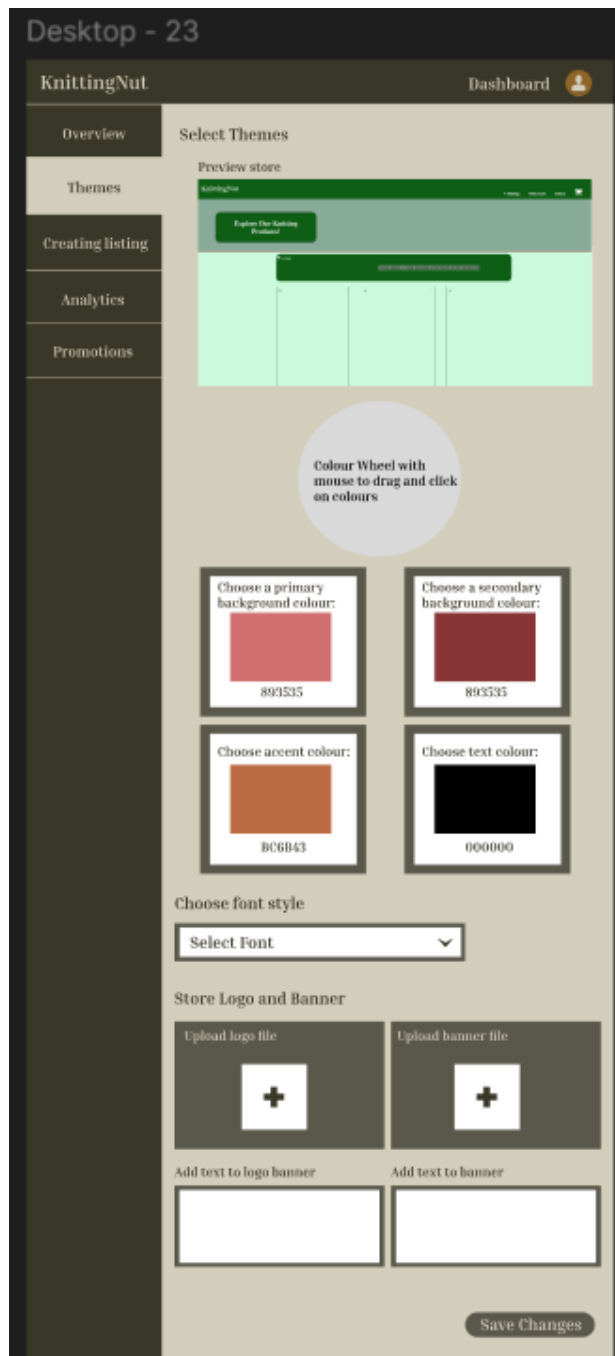 Desktop - 23
KnittingNut
Dashboard
Overview
Themes
Creating listing
Analytics
Promotions
Select Themes
Preview store
KnittingNut
Explore Our Knitting
Products!
Colour Wheel with
mouse to drag and click
on colours
Choose a primary
background colour:
893535
Choose a secondary
background colour:
893535
Choose accent colour:
BC6B43
Choose text colour:
000000
Choose font style
Select Font
Store Logo and Banner
Upload logo file
Upload banner file
Add text to logo banner
Add text to banner
Save Changes